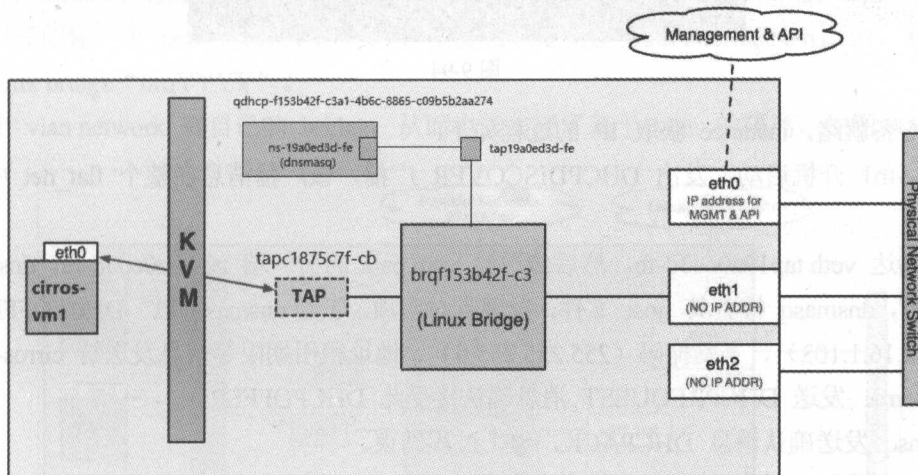 Management & API
qdhcp-f153b42f-c3a1-4b6c-8865-c09b5b2aa274
ns-19a0ed3d-fe
(dnsmasq)
tap19a0ed3d-fe
eth0
IP address for
MGMT & API
Physical Network Switch
KVM
eth0
cirros-
vm1
tapc1875c7f-cb
TAP
brqf153b42f-c3
(Linux Bridge)
eth1
(NO IP ADDR)
eth2
(NO IP ADDR)